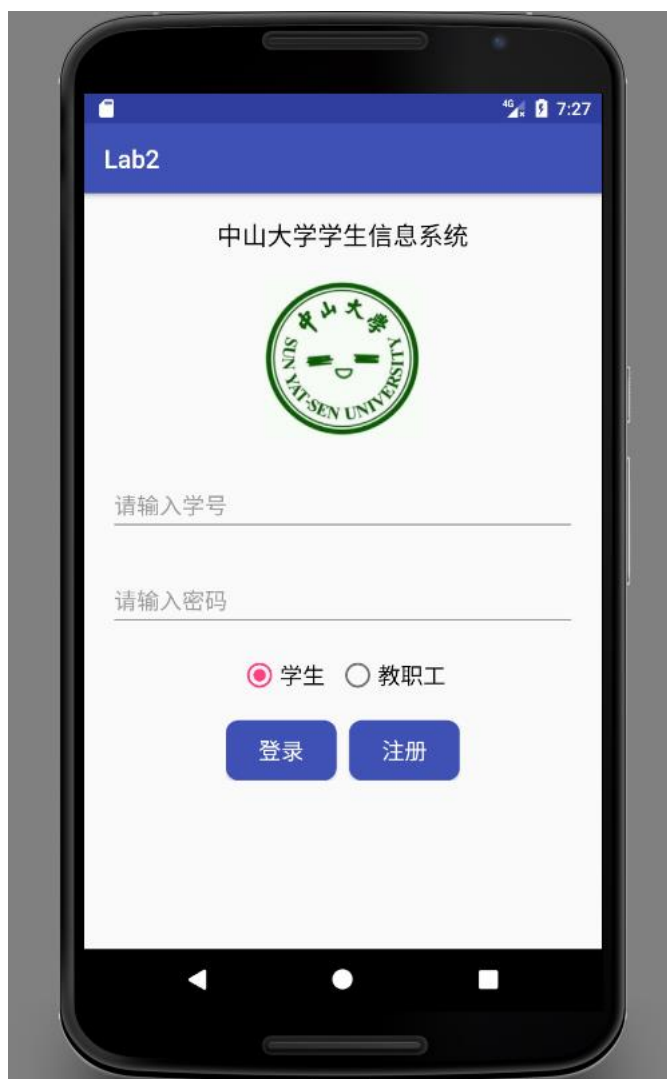 4G 7:27
Lab2
中山大学学生信息系统
中山大学
SUN YAT-SEN UNIVERSITY
请输入学号
请输入密码
学生 教职工
登录 注册